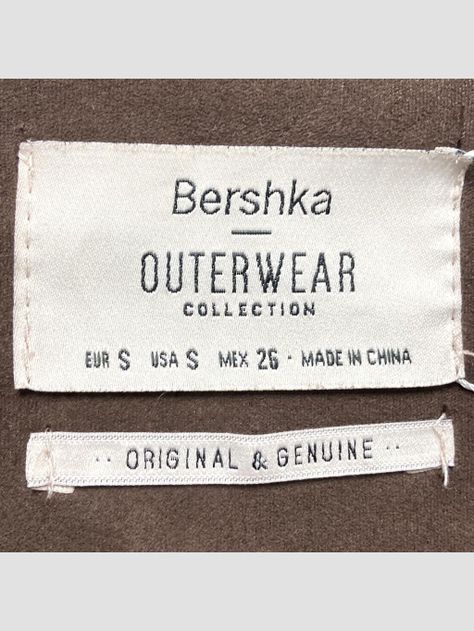 Bershka
OUTERWEAR
COLLECTION
EUR S USA S MEX 26 · MADE IN CHINA
·· ORIGINAL & GENUINE ··